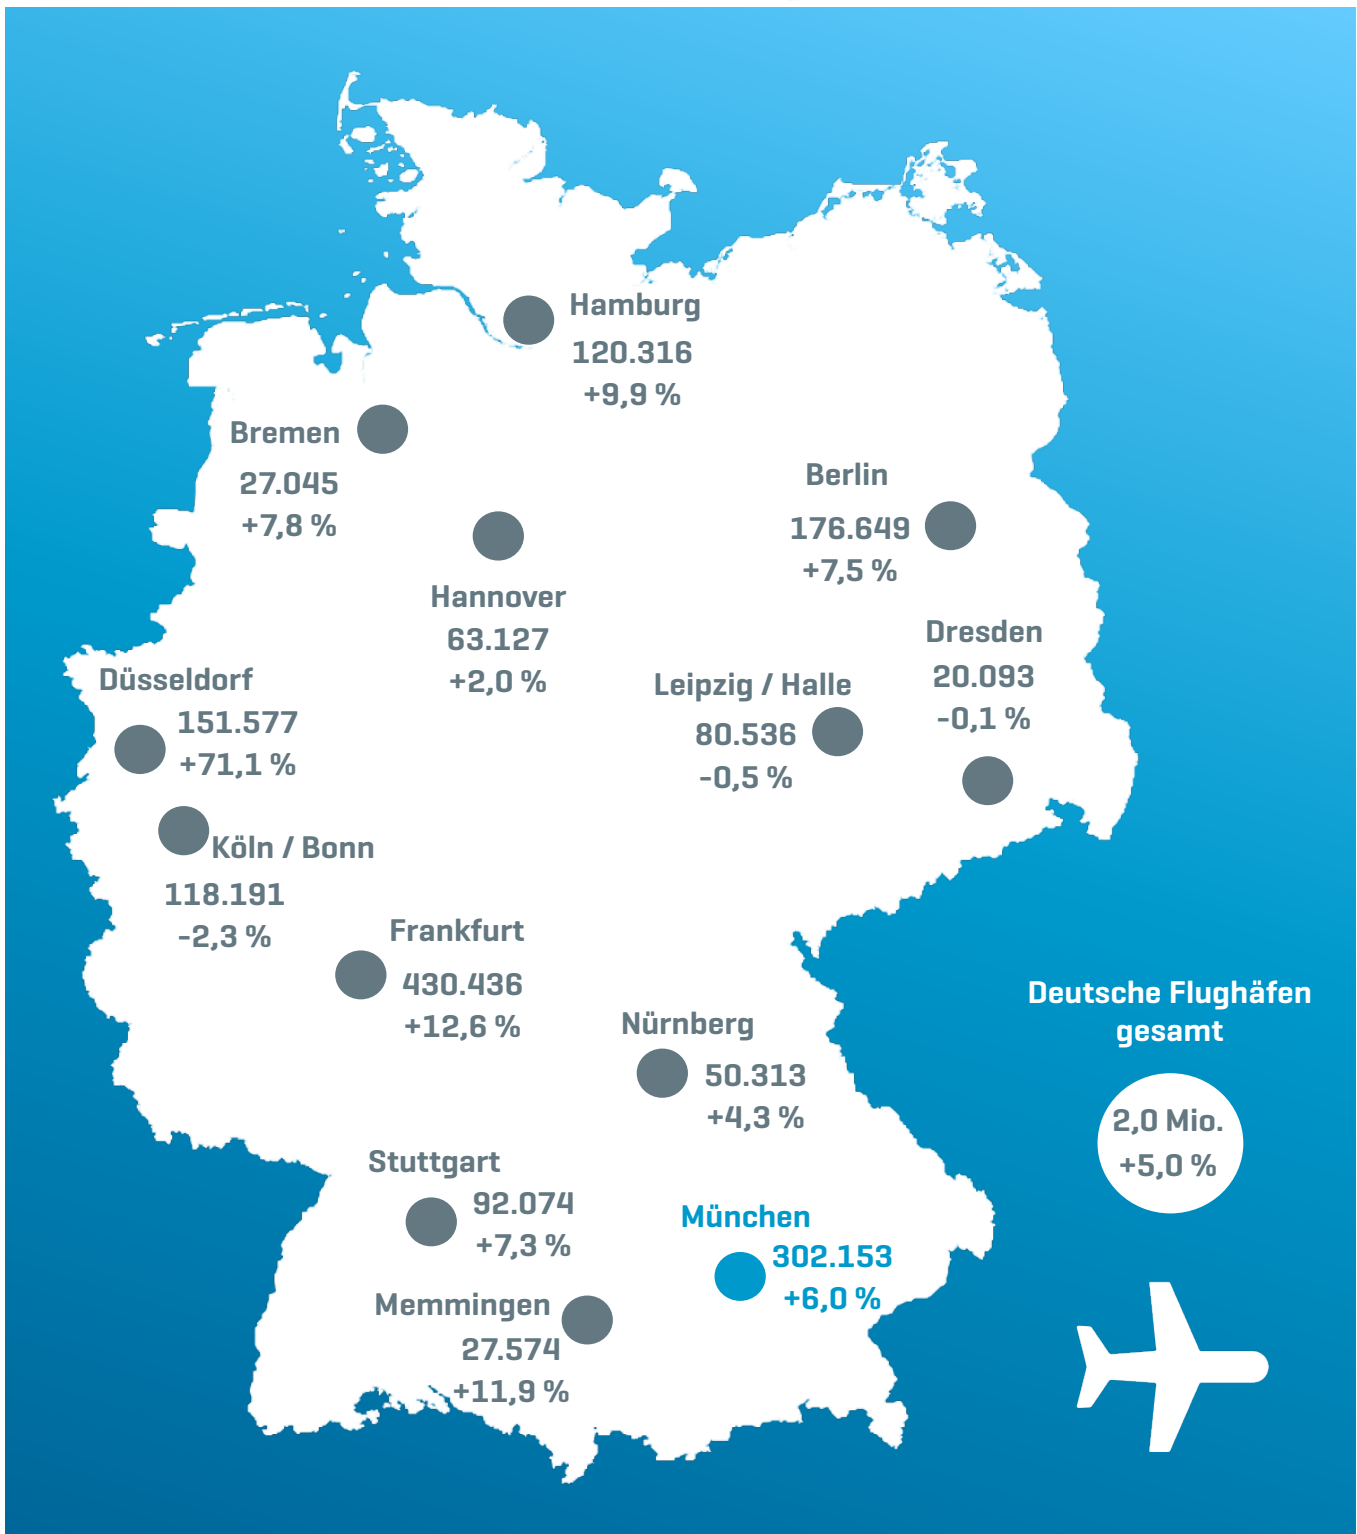 Hamburg
120.316
+9,9 %
Bremen
27.045
+7,8 %
Berlin
176.649
+7,5 %
Hannover
63.127
+2,0 %
Dresden
20.093
-0,1 %
Düsseldorf
151.577
+71,1 %
Leipzig / Halle
80.536
-0,5 %
Köln / Bonn
118.191
-2,3 %
Frankfurt
430.436
+12,6 %
Deutsche Flughäfen
gesamt
2,0 Mio.
+5,0 %
Nürnberg
50.313
+4,3 %
Stuttgart
92.074
+7,3 %
München
302.153
+6,0 %
Memmingen
27.574
+11,9 %